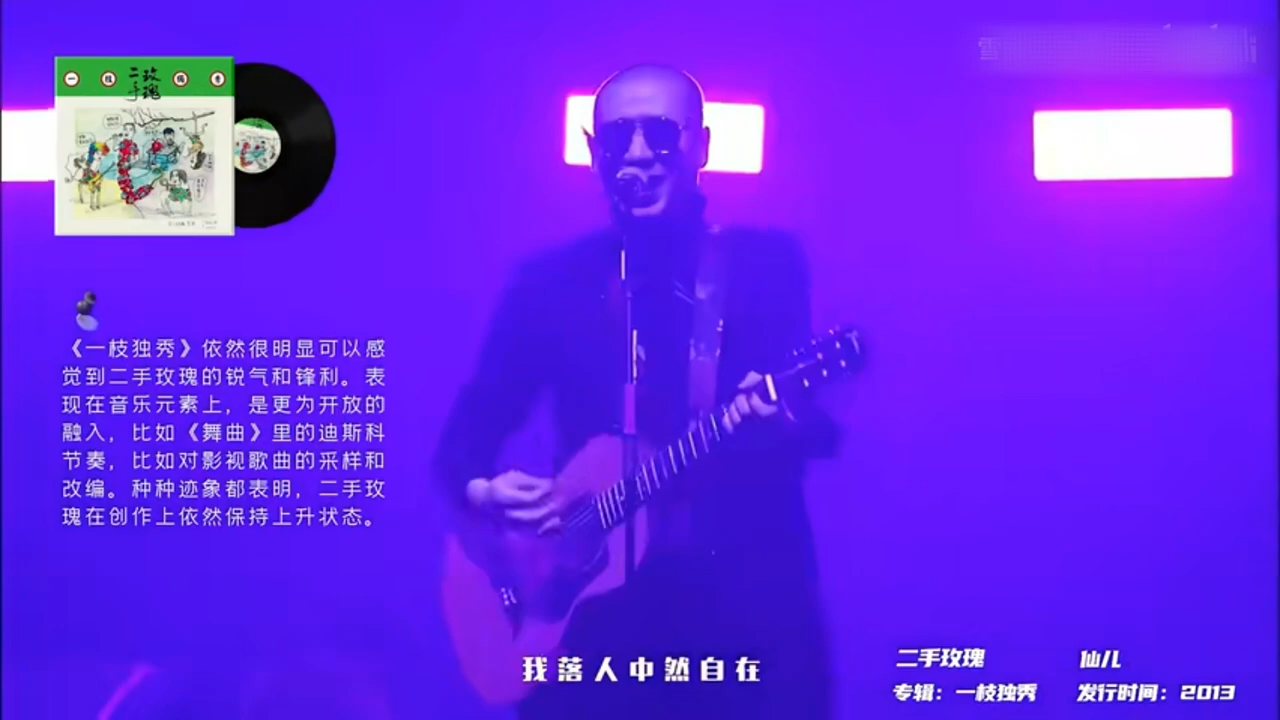 一枝独秀
二手玫瑰
《一枝独秀》依然很明显可以感
觉到二手玫瑰的锐气和锋利。表
现在音乐元素上，是更为开放的
融入，比如《舞曲》里的迪斯科
节奏，比如对影视歌曲的采样和
改编。种种迹象都表明，二手玫
瑰在创作上依然保持上升状态。
我落人中然自在
二手玫瑰 仙儿
专辑：一枝独秀 发行时间：2013